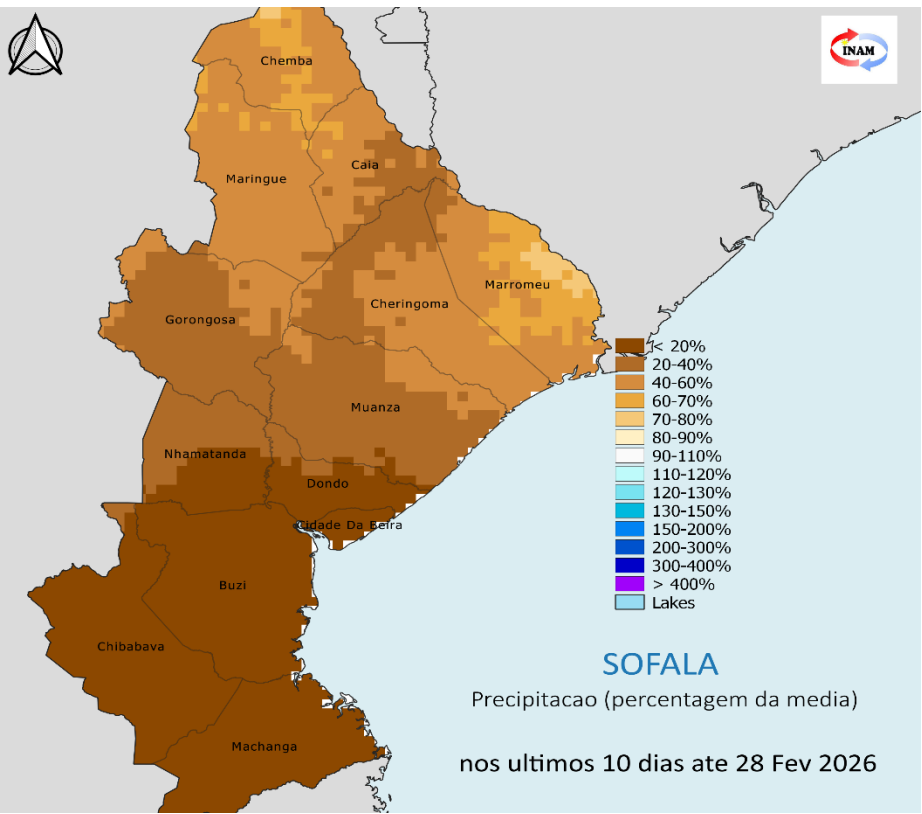 INAM
Chemba
Caia
Maringue
Marromeu
Cheringoma
Gorongosa
Muanza
Nhamatanda
Dondo
Cidade Da Beira
Buzi
Chibabava
Machanga
< 20%
20-40%
40-60%
60-70%
70-80%
80-90%
90-110%
110-120%
120-130%
130-150%
150-200%
200-300%
300-400%
> 400%
Lakes
SOFALA
Precipitacao (percentagem da media)
nos ultimos 10 dias ate 28 Fev 2026